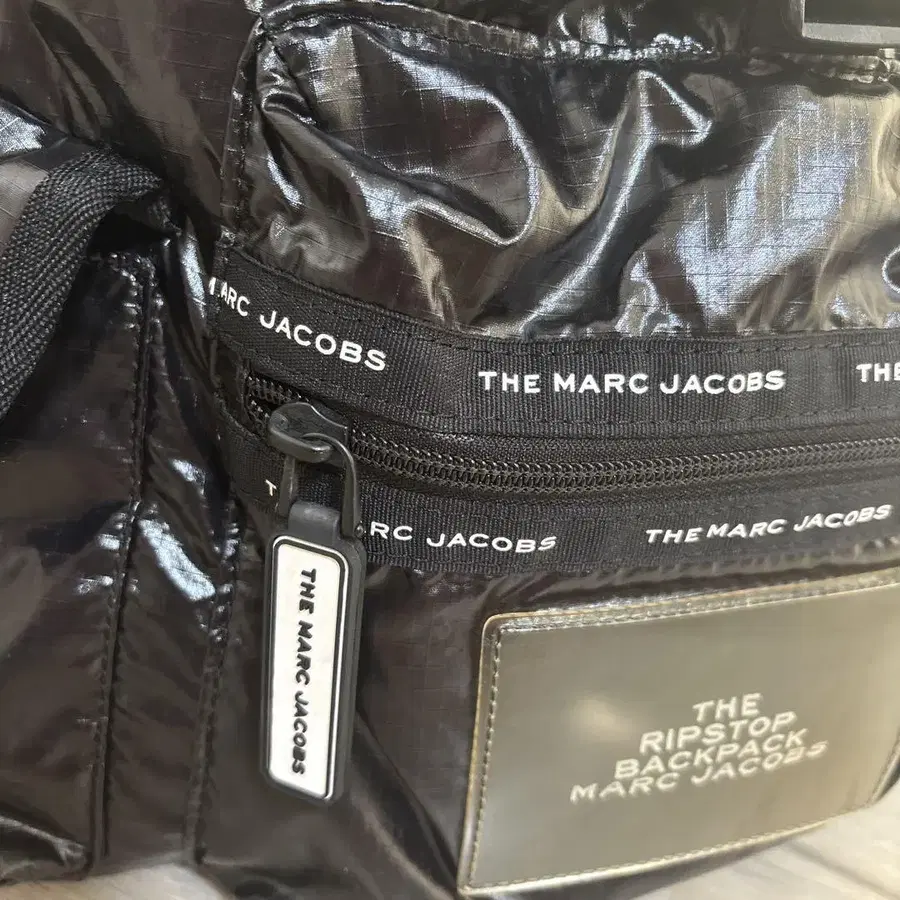 MARC JACOBS
THE MARC JACOBS
THE
T
RC JACOBS
THE MARC JACOBS
THE MARC JACOBS
THE
RIPSTOP
BACKPACK
MARC JACOBS